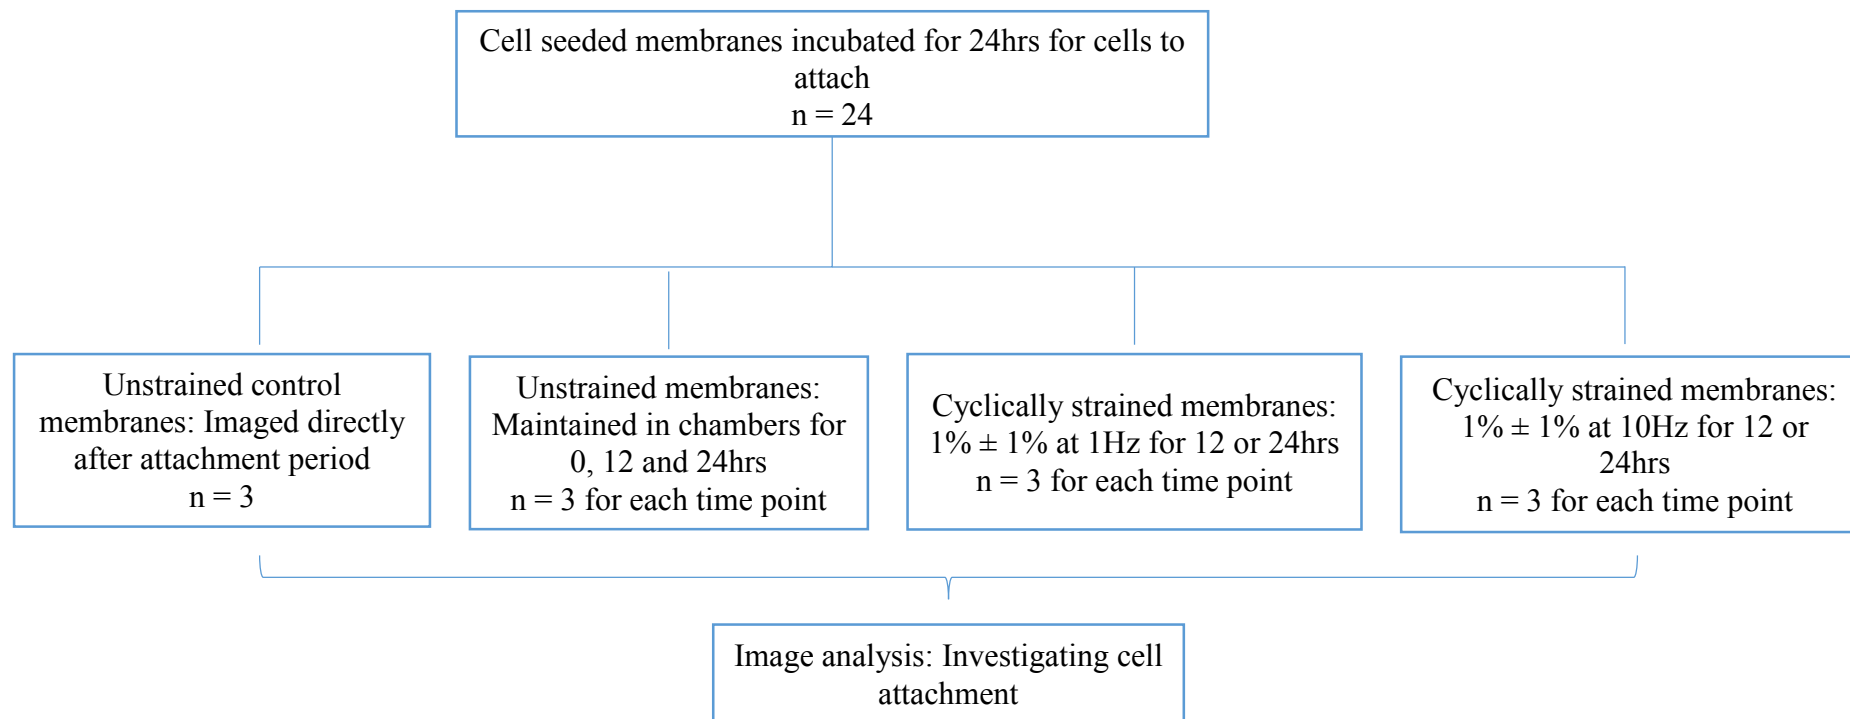 Cell seeded membranes incubated for 24hrs for cells to
attach
n = 24
Unstrained control
membranes: Imaged directly
after attachment period
n = 3
Unstrained membranes:
Maintained in chambers for
0, 12 and 24hrs
n = 3 for each time point
Cyclically strained membranes:
1% ± 1% at 1Hz for 12 or 24hrs
n = 3 for each time point
Cyclically strained membranes:
1% ± 1% at 10Hz for 12 or
24hrs
n = 3 for each time point
Image analysis: Investigating cell
attachment